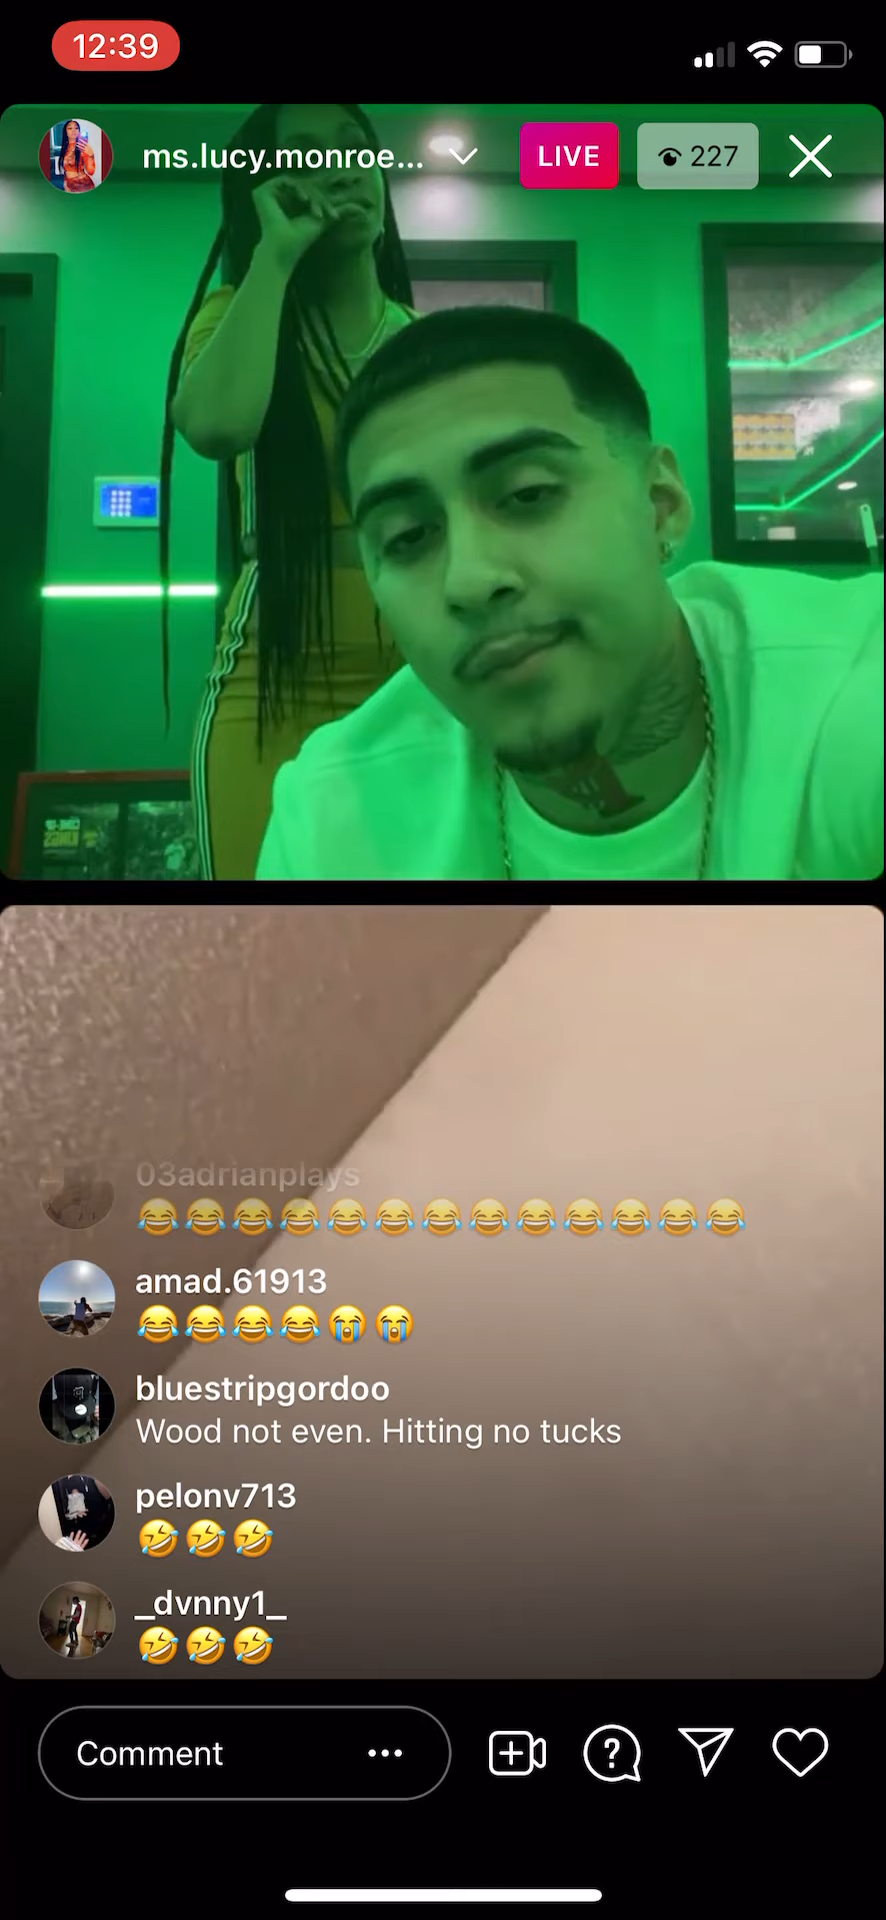 12:39
ms.lucy.monroe...
LIVE
227
03adrianplays
😂😂😂😂😂😂😂😂😂😂😂😂😂
amad.61913
😂😂😂😂😭😭
bluestripgordoo
Wood not even. Hitting no tucks
pelonv713
🤣🤣🤣
_dvnny1_
🤣🤣🤣
Comment